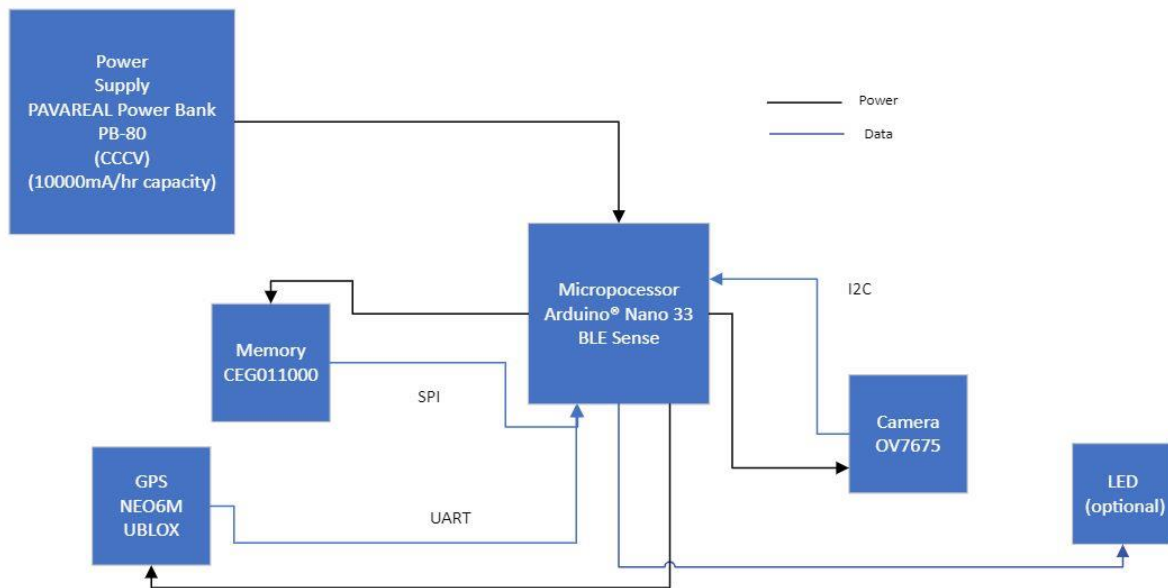 Power
Supply
PAVAREAL Power Bank
PB-80
(CCCV)
(10000mA/hr capacity)
Power
Data
Micropocessor
Arduino® Nano 33
BLE Sense
I2C
Memory
CEG011000
SPI
Camera
OV7675
GPS
NEO6M
UBLOX
UART
LED
(optional)